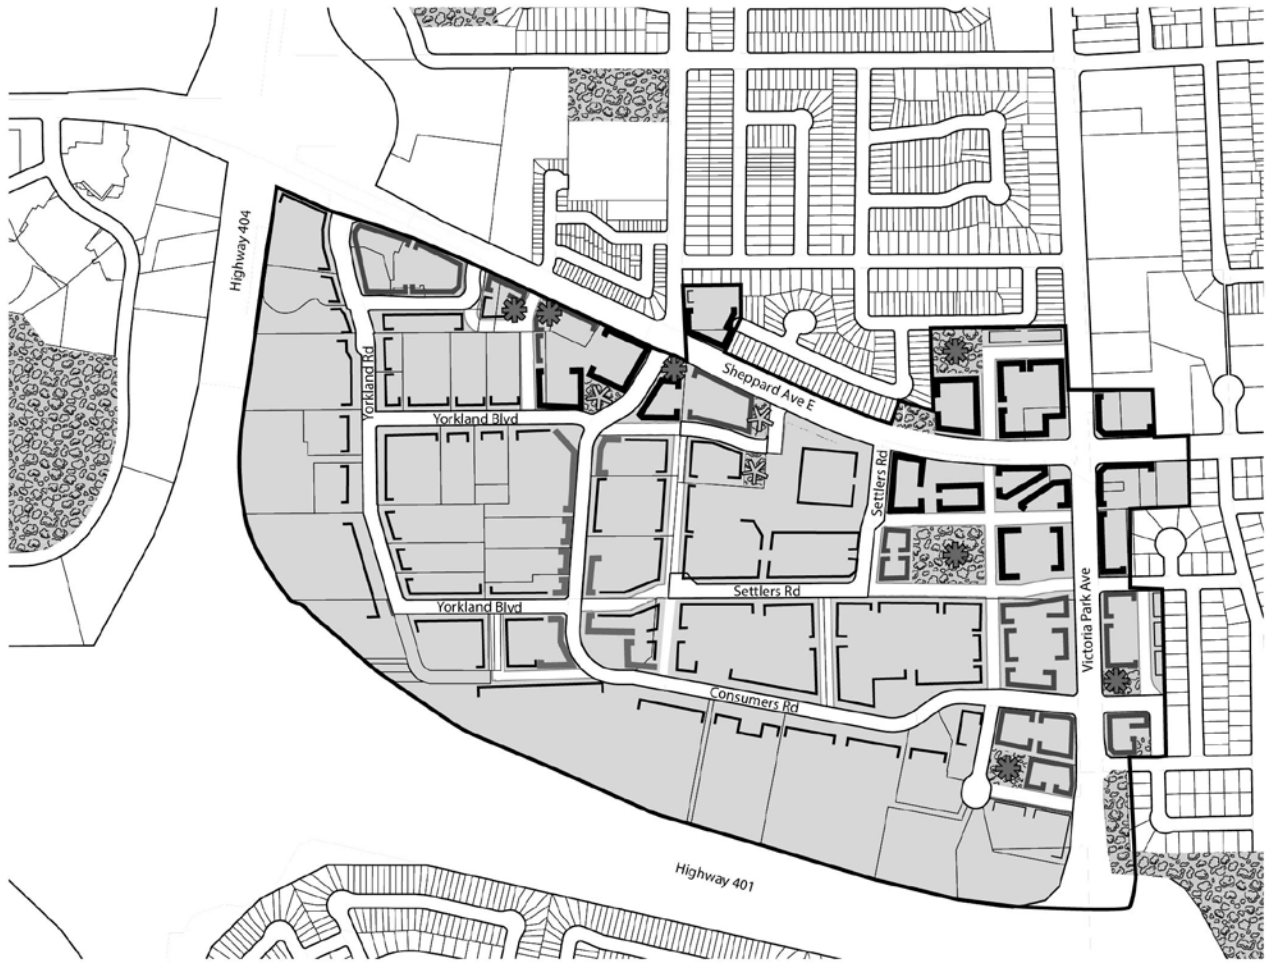 Highway 404
Sheppard Ave E
Yorkland Rd
Yorkland Blvd
Settlers Rd
Settlers Rd
Yorkland Blvd
Victoria Park Ave
Consumers Rd
Highway 401